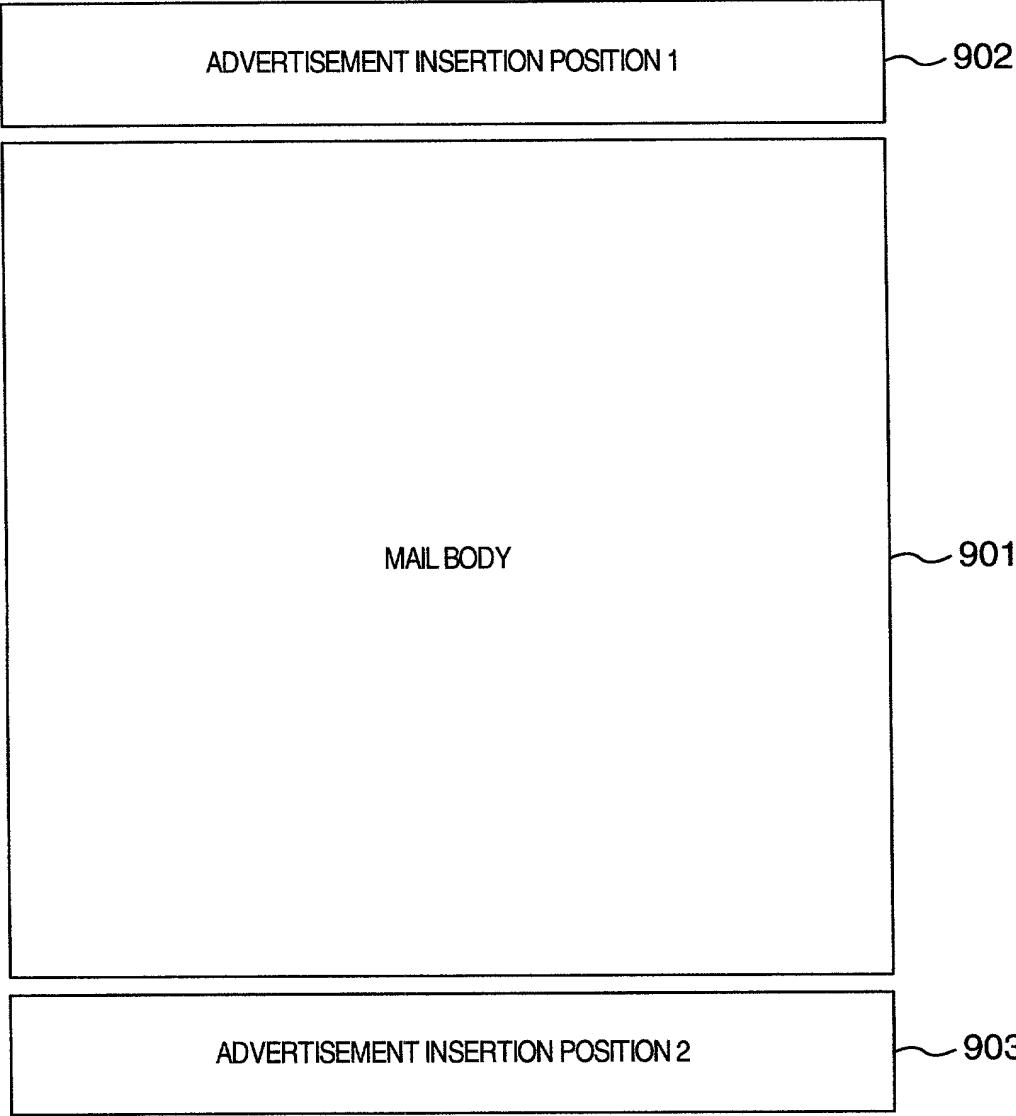 ADVERTISEMENT INSERTION POSITION 1
902
MAIL BODY
901
ADVERTISEMENT INSERTION POSITION 2
903